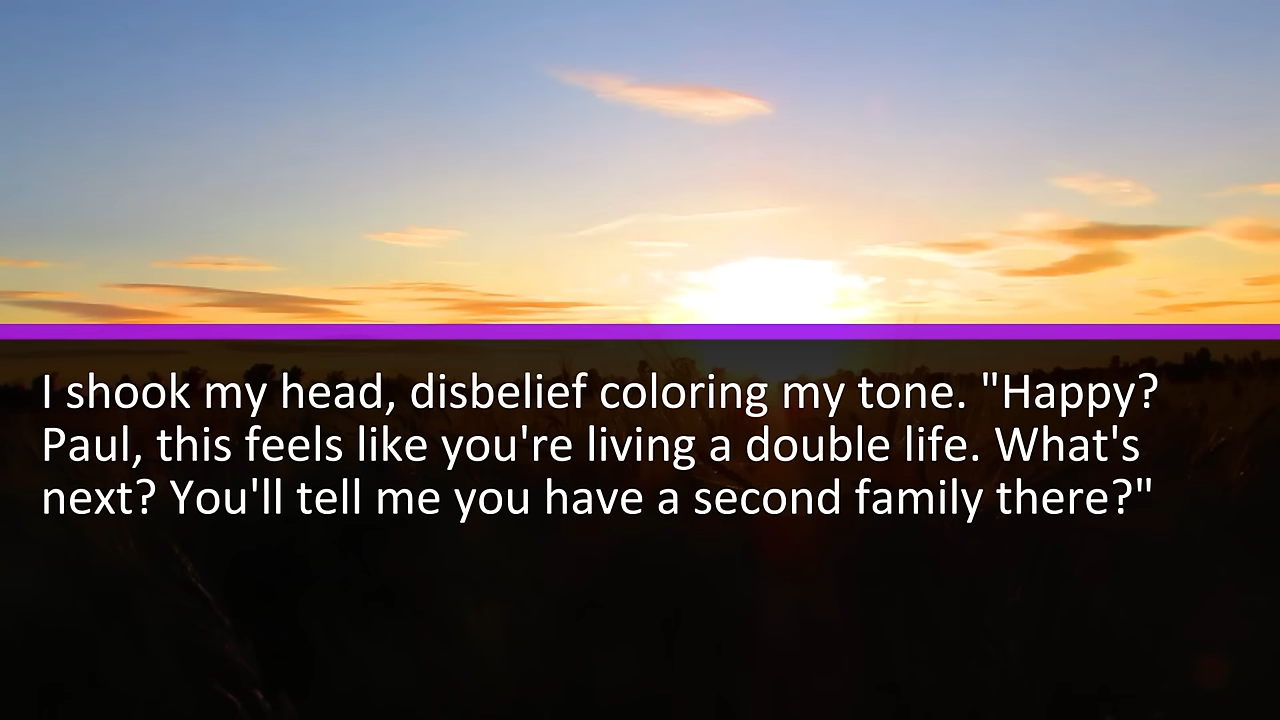 I shook my head, disbelief coloring my tone. "Happy?
Paul, this feels like you're living a double life. What's
next? You'll tell me you have a second family there?"